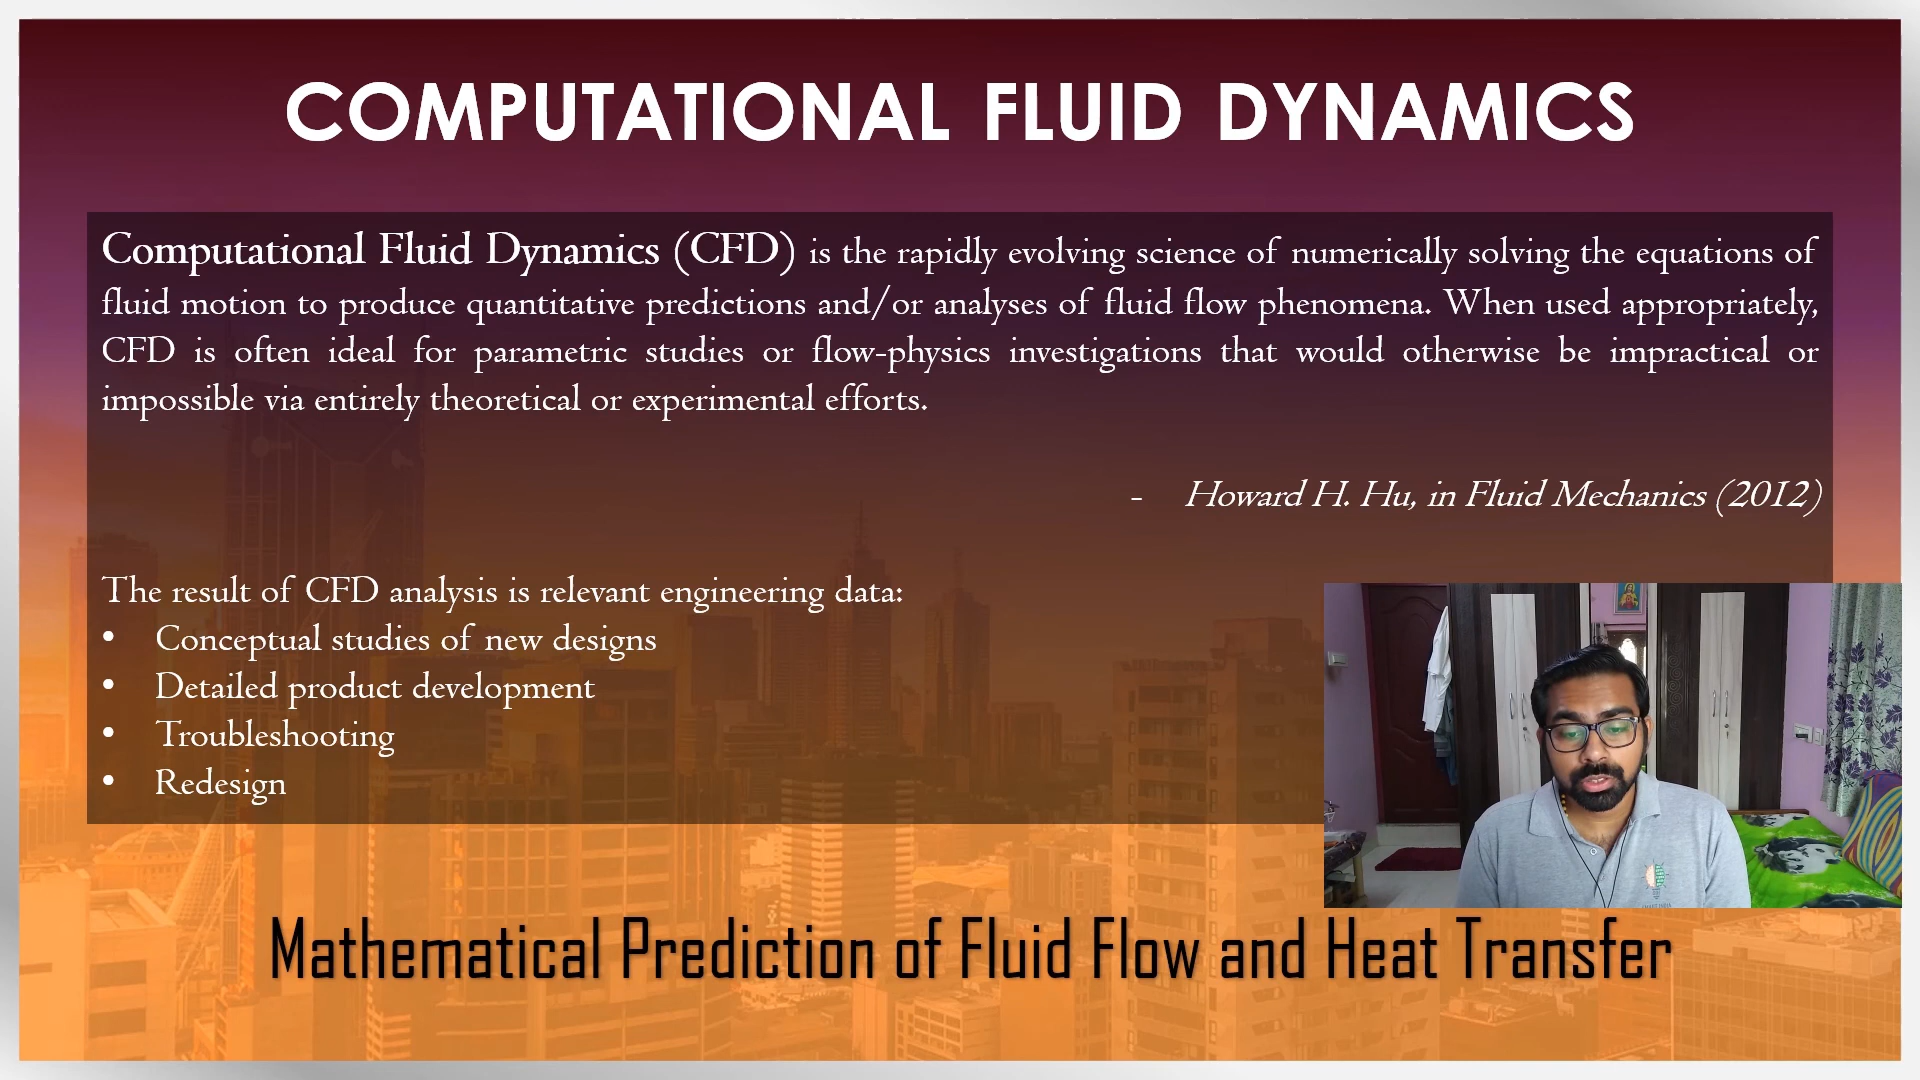 COMPUTATIONAL FLUID DYNAMICS
Computational Fluid Dynamics (CFD) is the rapidly evolving science of numerically solving the equations of
fluid motion to produce quantitative predictions and/or analyses of fluid flow phenomena. When used appropriately,
CFD is often ideal for parametric studies or flow-physics investigations that would otherwise be impractical or
impossible via entirely theoretical or experimental efforts.
- Howard H. Hu, in Fluid Mechanics (2012)
The result of CFD analysis is relevant engineering data:
• Conceptual studies of new designs
• Detailed product development
• Troubleshooting
• Redesign
Mathematical Prediction of Fluid Flow and Heat Transfer